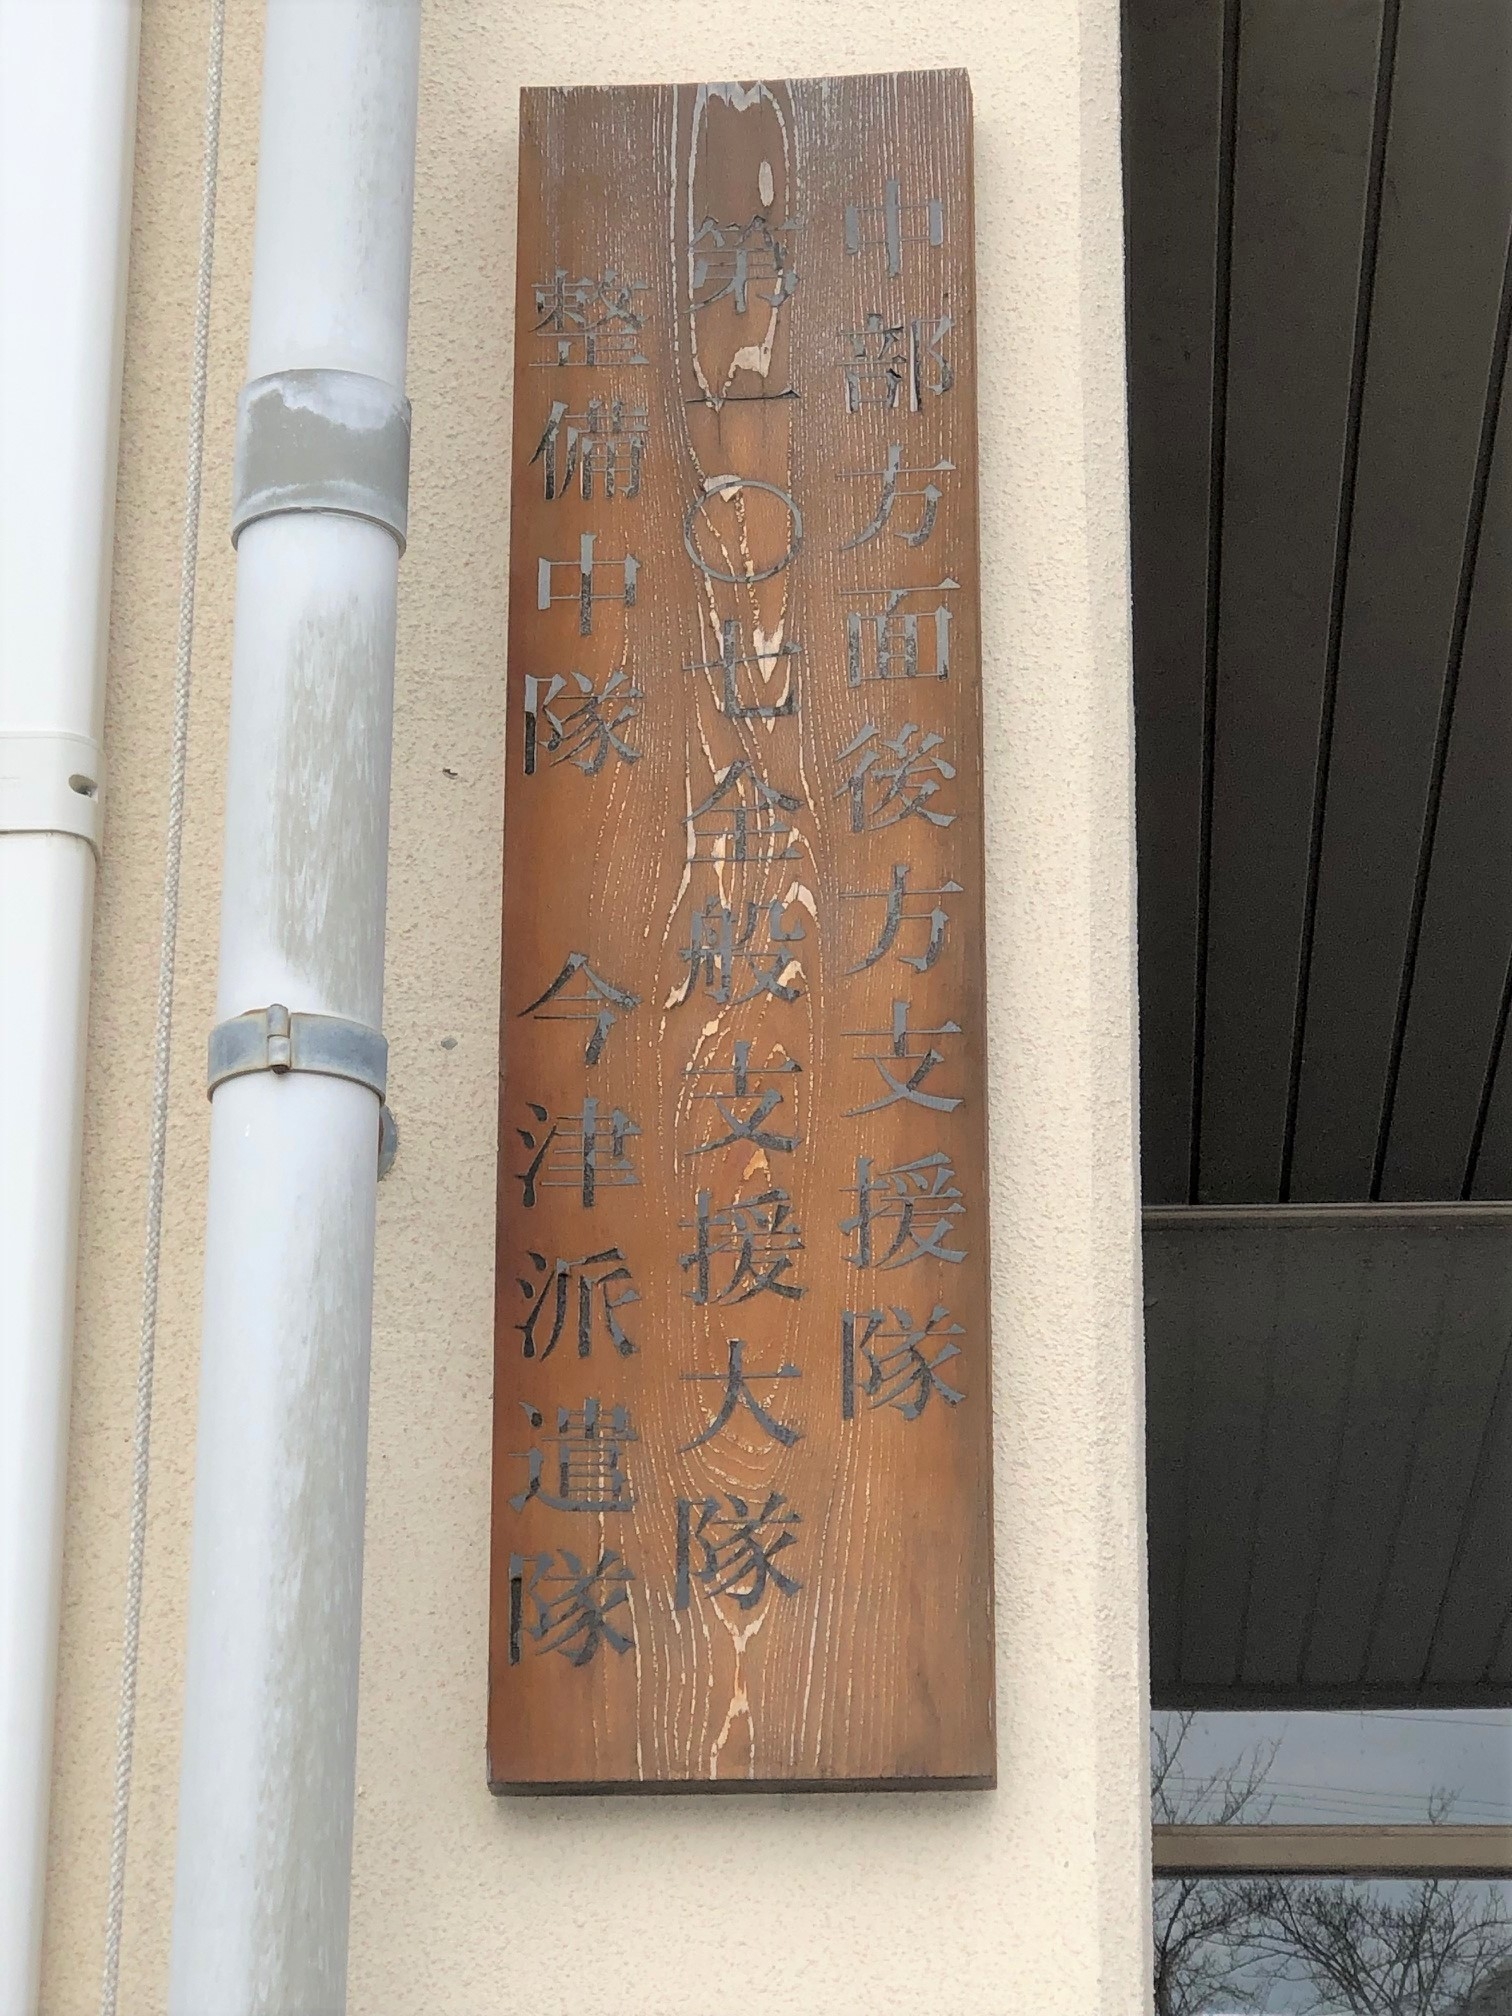 中部方面後方支援隊
第一〇七全般支援大隊
整備中隊　今津派遣隊